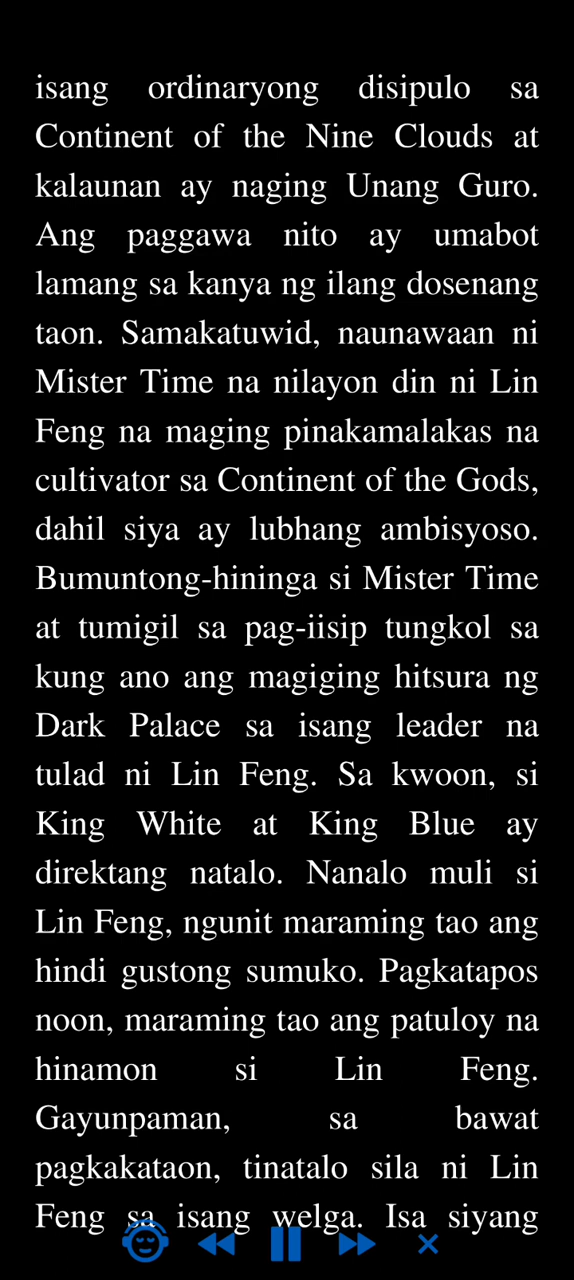 isang ordinaryong disipulo sa
Continent of the Nine Clouds at
kalaunan ay naging Unang Guro.
Ang paggawa nito ay umabot
lamang sa kanya ng ilang dosenang
taon. Samakatuwid, naunawaan ni
Mister Time na nilayon din ni Lin
Feng na maging pinakamalakas na
cultivator sa Continent of the Gods,
dahil siya ay lubhang ambisyoso.
Bumuntong-hininga si Mister Time
at tumigil sa pag-iisip tungkol sa
kung ano ang magiging hitsura ng
Dark Palace sa isang leader na
tulad ni Lin Feng. Sa kwoon, si
King White at King Blue ay
direktang natalo. Nanalo muli si
Lin Feng, ngunit maraming tao ang
hindi gustong sumuko. Pagkatapos
noon, maraming tao ang patuloy na
hinamon si Lin Feng.
Gayunpaman, sa bawat
pagkakataon, tinatalo sila ni Lin
Feng sa isang welga. Isa siyang